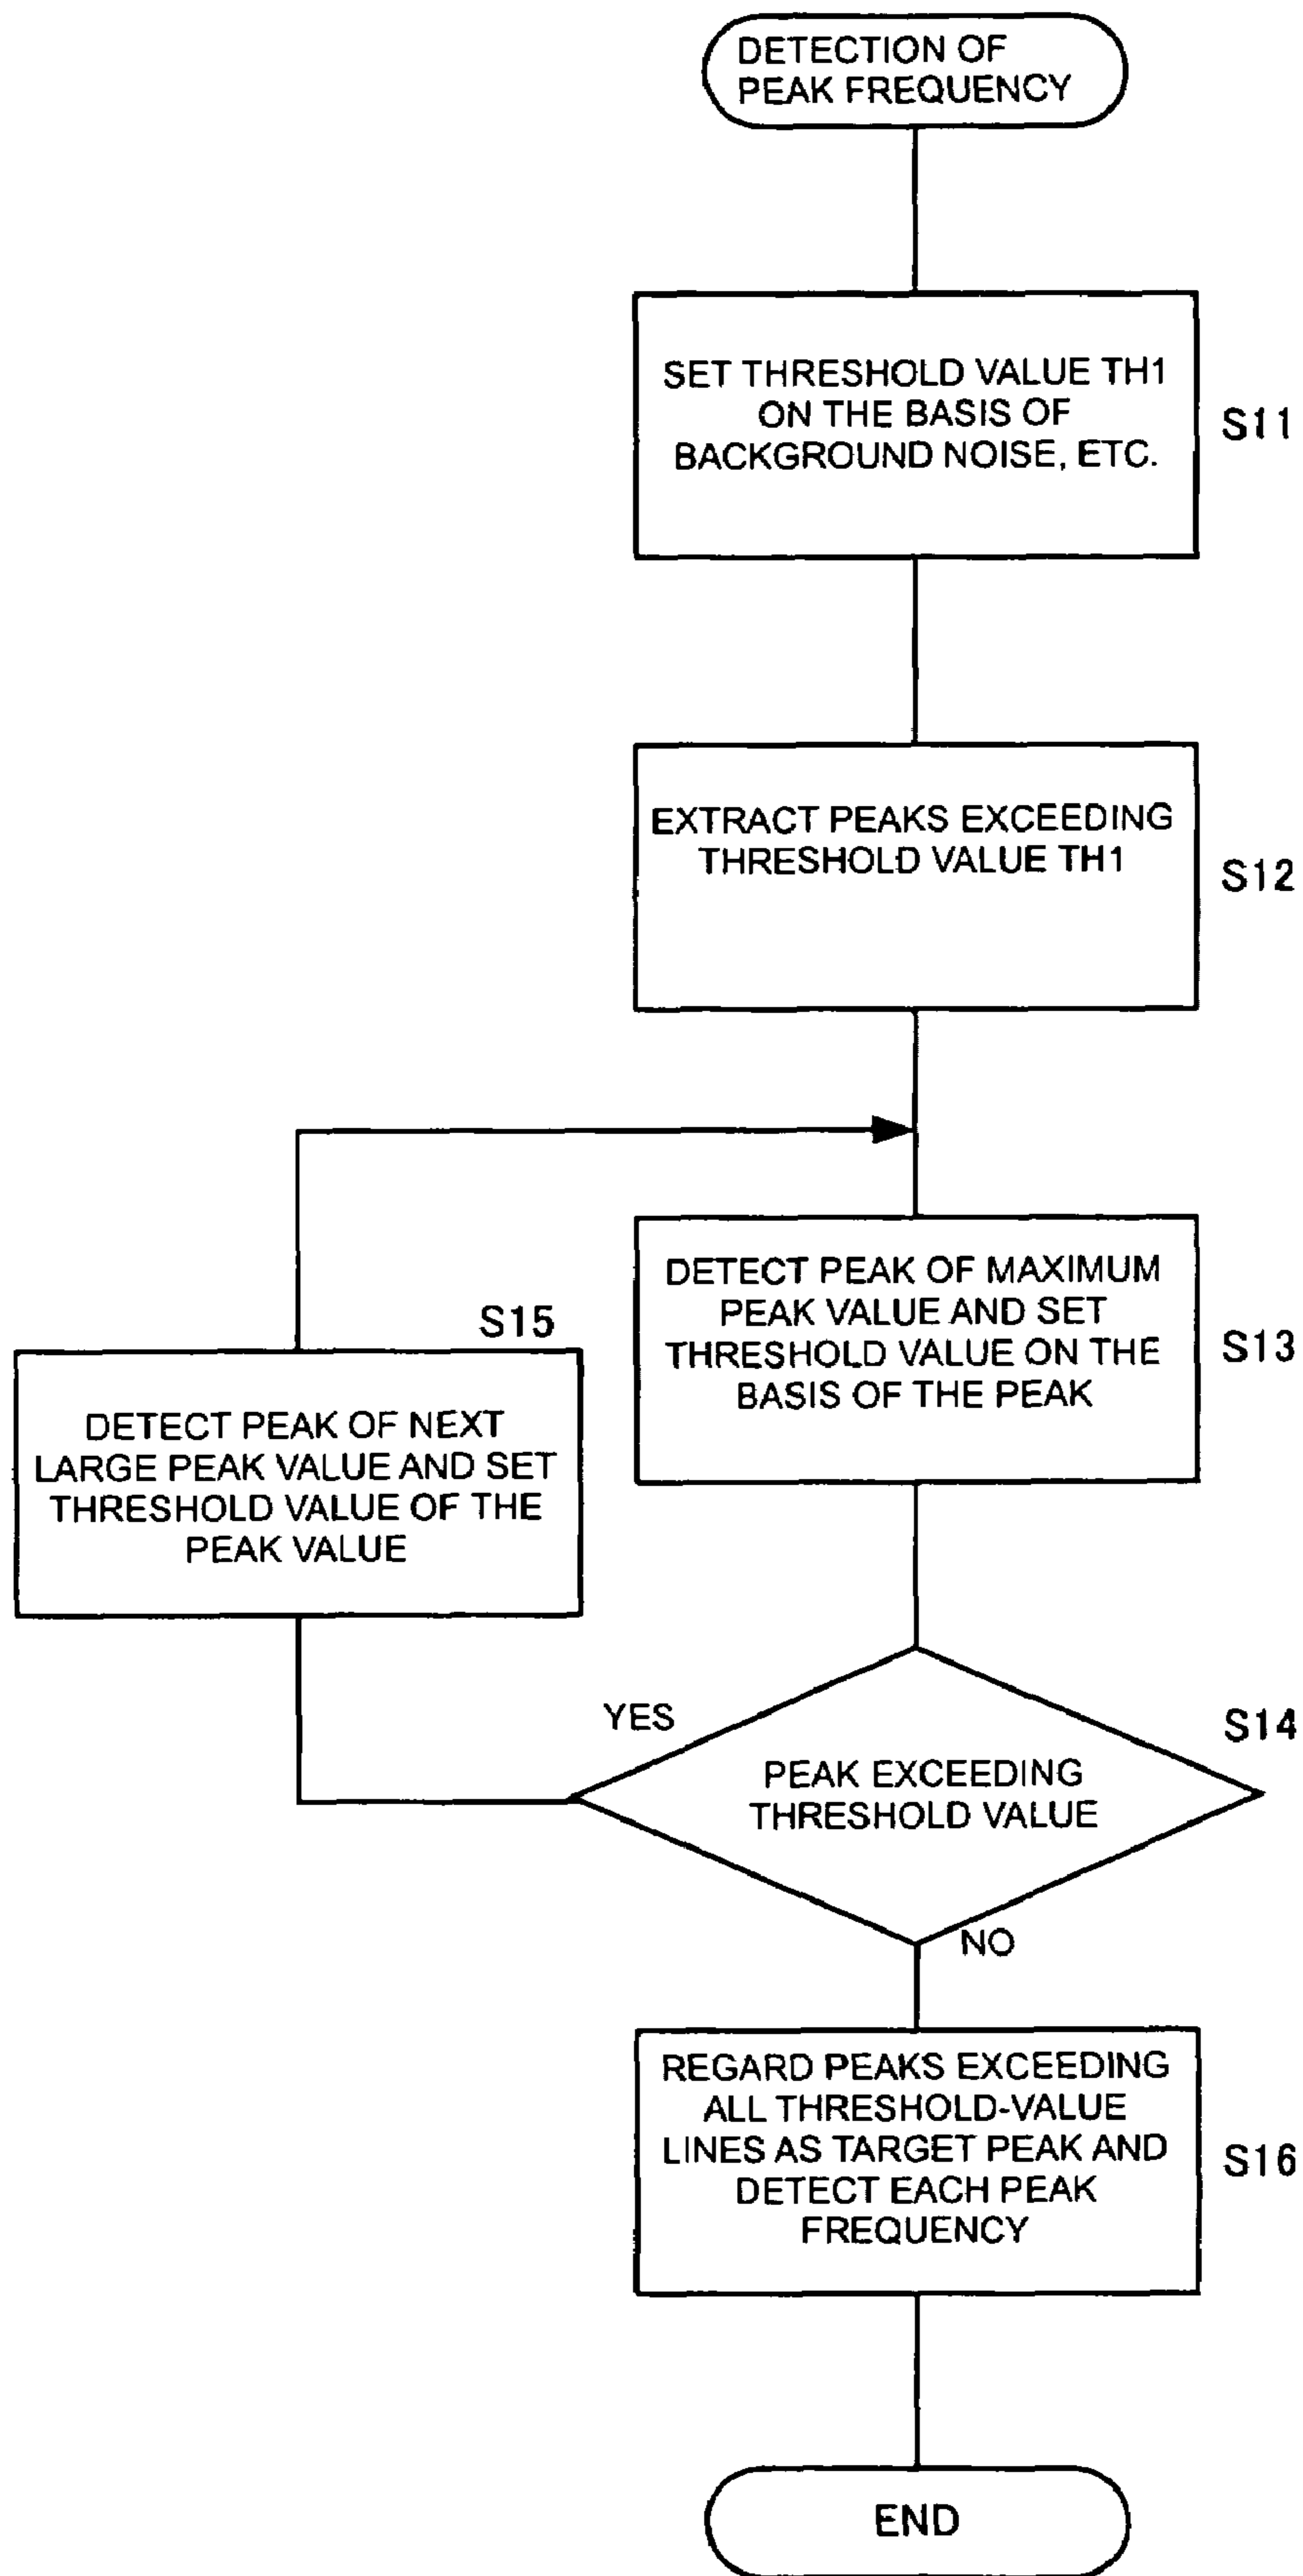 DETECTION OF
PEAK FREQUENCY
SET THRESHOLD VALUE TH1
ON THE BASIS OF
BACKGROUND NOISE, ETC.
S11
EXTRACT PEAKS EXCEEDING
THRESHOLD VALUE TH1
S12
DETECT PEAK OF MAXIMUM
PEAK VALUE AND SET
THRESHOLD VALUE ON THE
BASIS OF THE PEAK
S13
S15
DETECT PEAK OF NEXT
LARGE PEAK VALUE AND SET
THRESHOLD VALUE OF THE
PEAK VALUE
YES
S14
PEAK EXCEEDING
THRESHOLD VALUE
NO
REGARD PEAKS EXCEEDING
ALL THRESHOLD-VALUE
LINES AS TARGET PEAK AND
DETECT EACH PEAK
FREQUENCY
S16
END